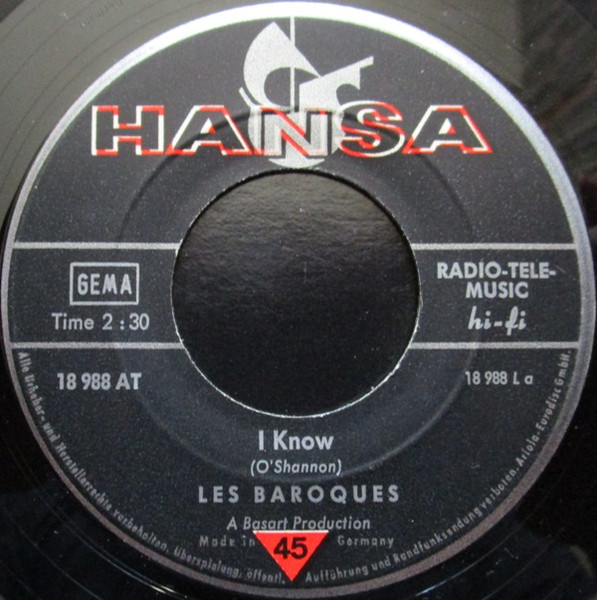 HANSA
GEMA
Time 2:30
18 988 AT
RADIO-TELE-
MUSIC
hi-fi
18 988 La
I Know
(O'Shannon)
LES BAROQUES
A Basart Production
Made in Germany
45
Alle Urheber- und Herstellerrechte vorbehalten. Überspielung, öffentl. Aufführung und Rundfunksendung verboten. Ariola-Eurodisc GmbH.